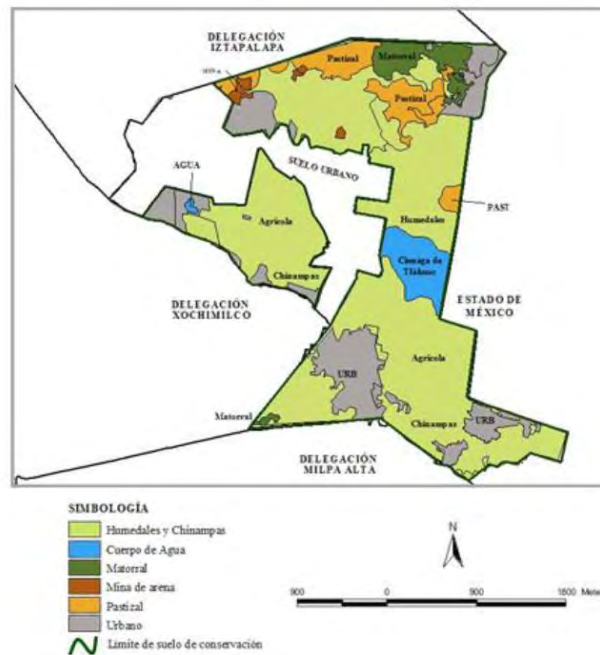 DELEGACIÓN
IZTAPALAPA
Pastizal
Matorral
Pastizal
AGUA
SUELO URBANO
PAST
Agrícola
Humedales
Cienága de
Tláhuac
Chinampas
ESTADO DE
MÉXICO
DELEGACIÓN
XOCHIMILCO
Agrícola
URB
Matorral
Chinampas
URB
DELEGACIÓN
MILPA ALTA
SIMBOLOGÍA
Humedales y Chinampas
Cuerpo de Agua
Matorral
Mina de arena
Pastizal
Urbano
Límite de suelo de conservación
N
900 0 900 1800 Mete